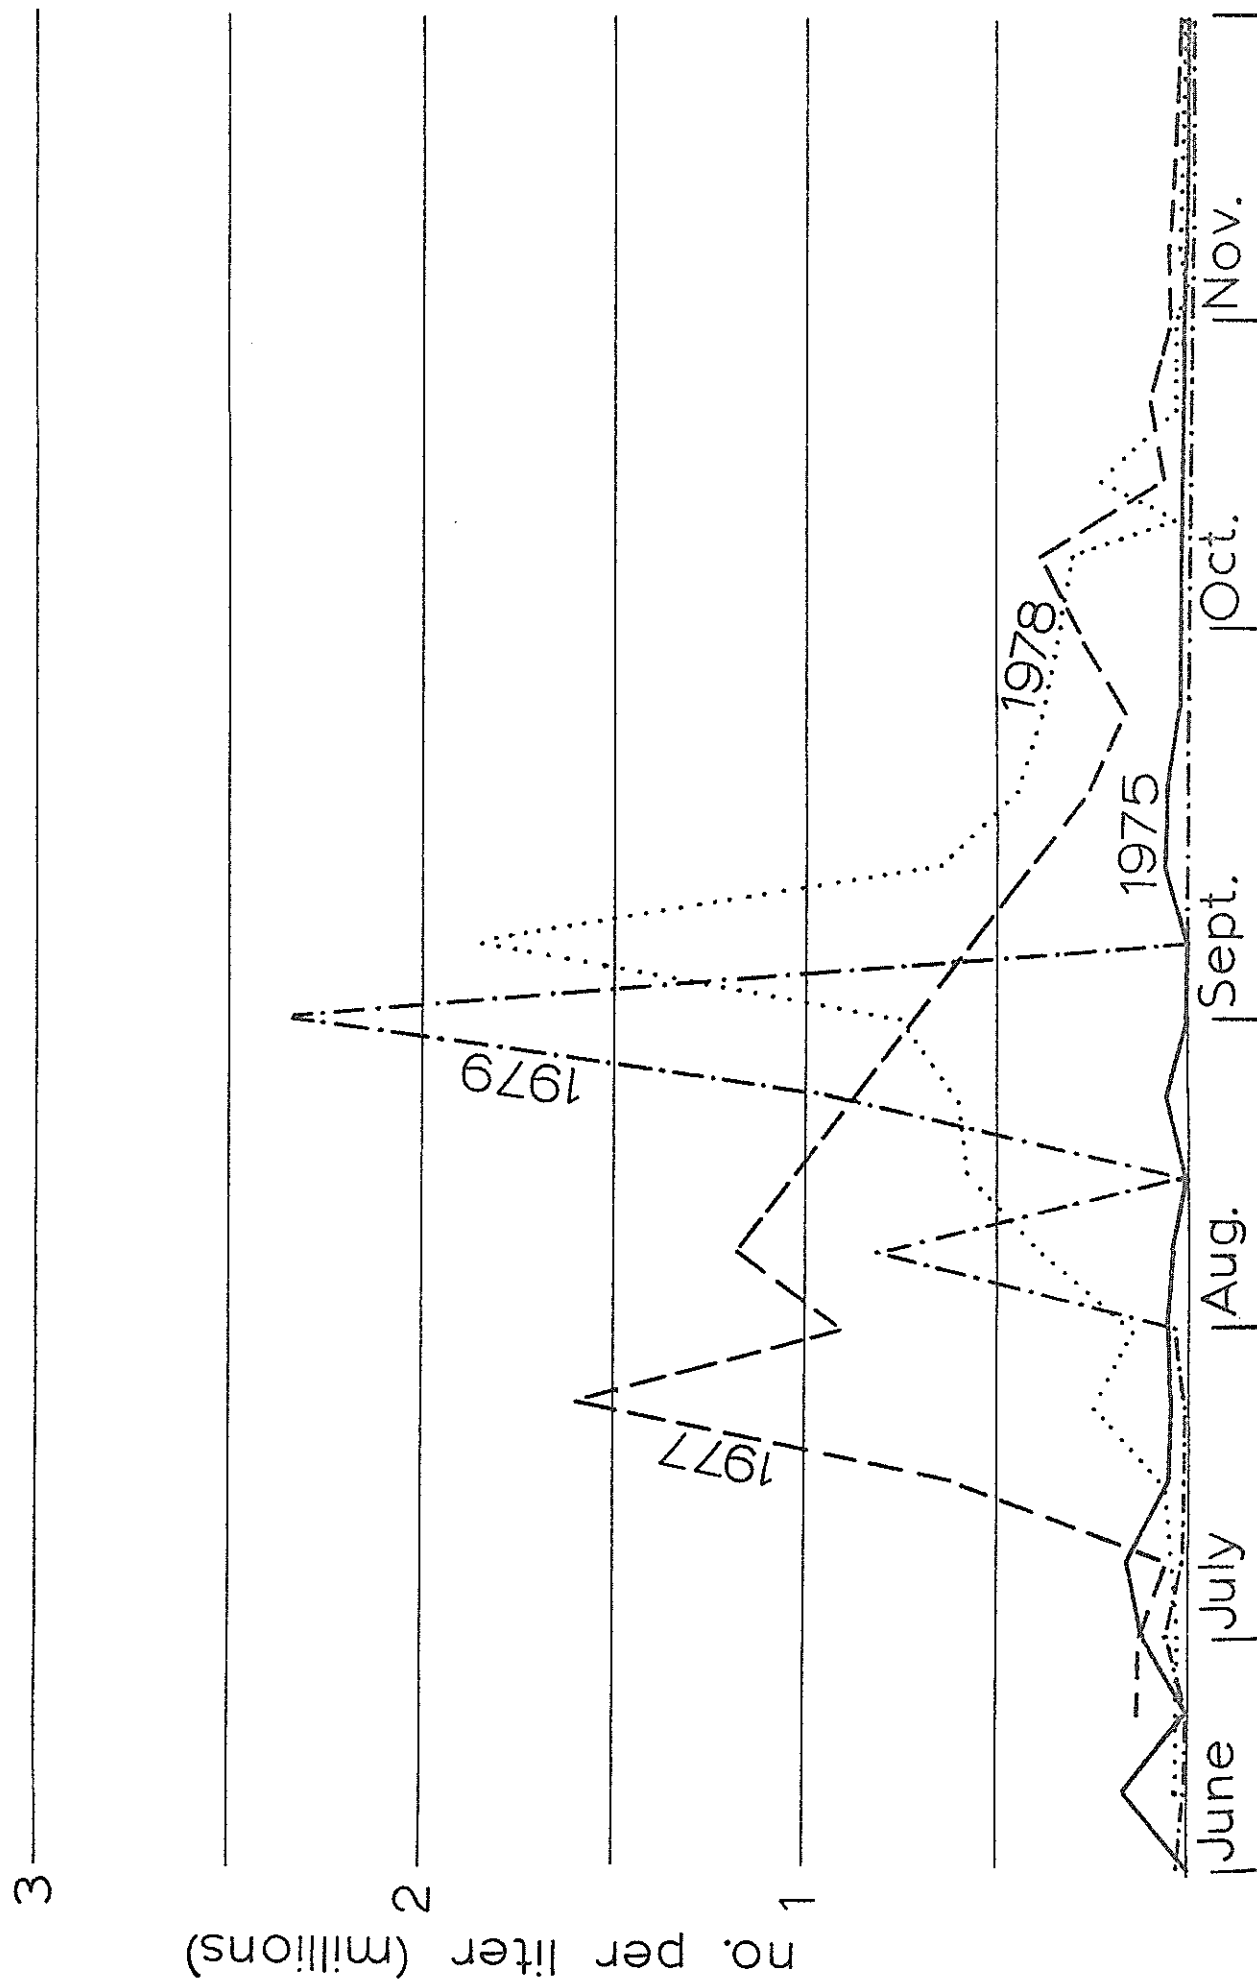 no. per liter (millions)
3
2
1
1977
1979
1978
1975
June
July
Aug.
Sept.
Oct.
Nov.